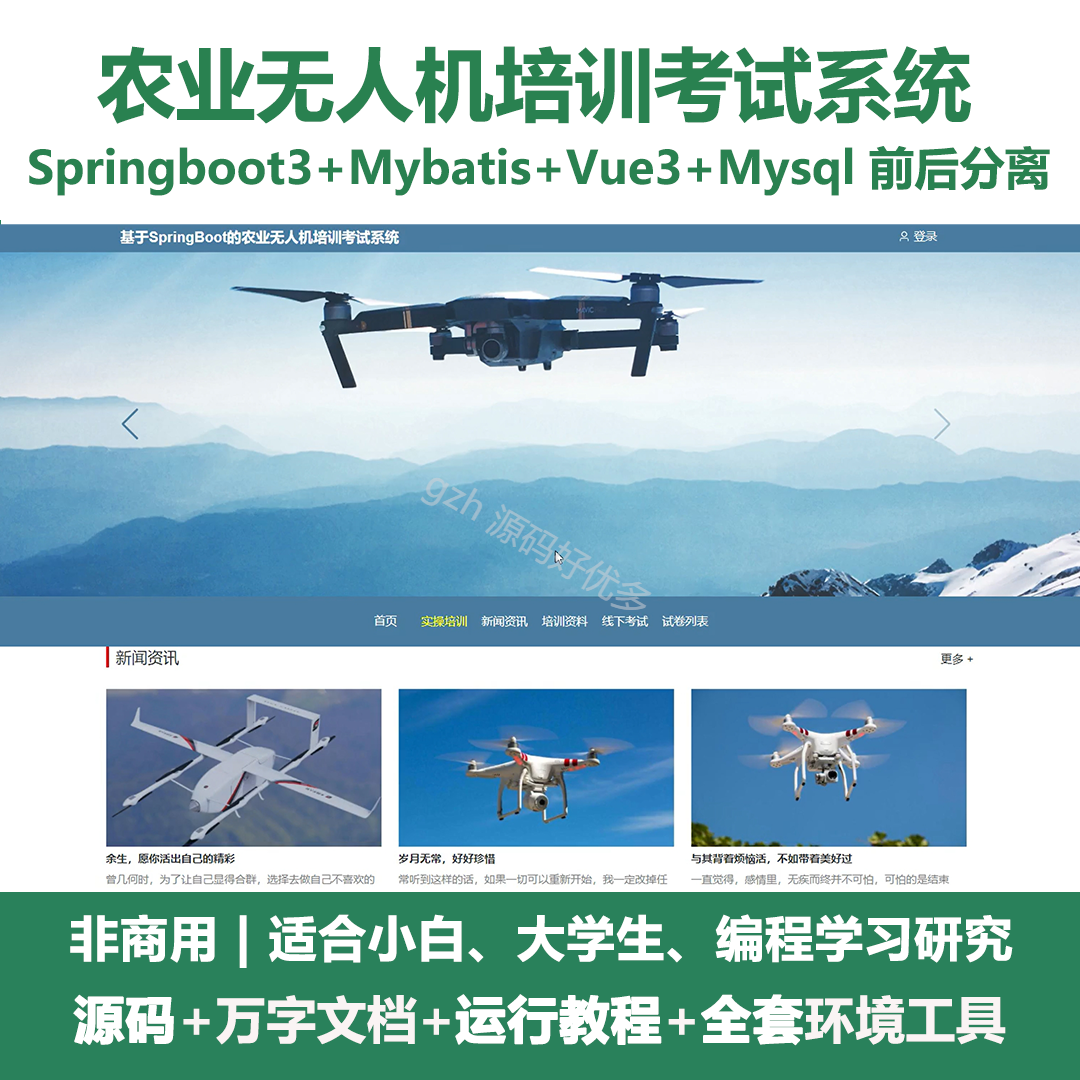 农业无人机培训考试系统
Springboot3+Mybatis+Vue3+Mysql 前后分离
基于SpringBoot的农业无人机培训考试系统
登录
gzh 源码好优多
首页 实操培训 新闻资讯 培训资料 线下考试 试卷列表
新闻资讯
更多 +
余生，愿你活出自己的精彩
岁月无常，好好珍惜
与其背着烦恼活，不如带着美好过
曾几何时，为了让自己显得合群，选择去做自己不喜欢的
常听到这样的话，如果一切可以重新开始，我一定改掉任
一直觉得，感情里，无疾而终并不可怕，可怕的是结束
非商用 | 适合小白、大学生、编程学习研究
源码+万字文档+运行教程+全套环境工具